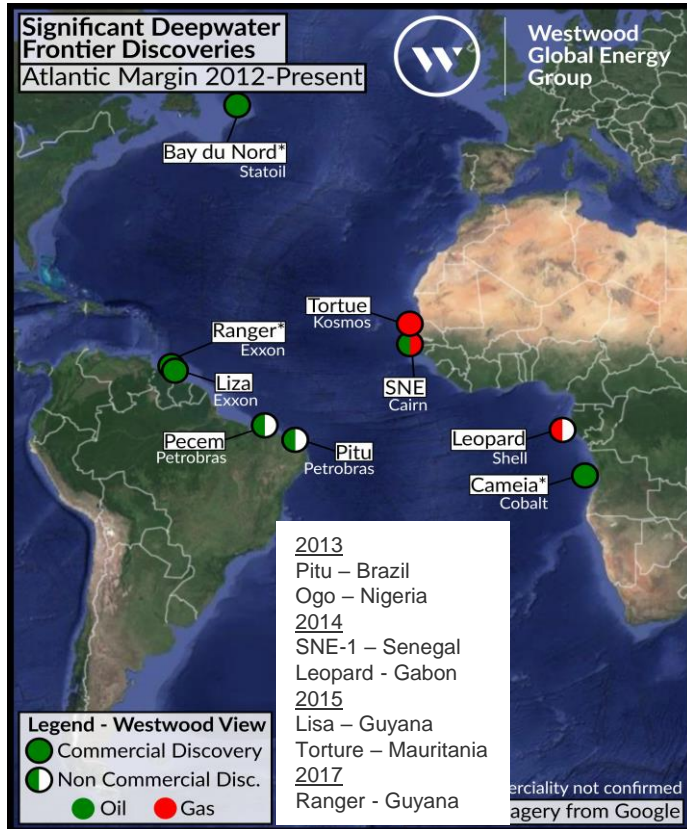 Significant Deepwater
Frontier Discoveries
Atlantic Margin 2012-Present
Westwood
Global Energy
Group
Bay du Nord*
Statoil
Tortue
Kosmos
Ranger*
Exxon
Liza
Exxon
SNE
Cairn
Pecem
Petrobras
Pitu
Petrobras
Leopard
Shell
Cameia*
Cobalt
2013
Pitu – Brazil
Ogo – Nigeria
2014
SNE-1 – Senegal
Leopard - Gabon
2015
Lisa – Guyana
Torture – Mauritania
2017
Ranger - Guyana
Legend - Westwood View
Commercial Discovery
Non Commercial Disc.
Oil Gas
erciality not confirmed
agery from Google